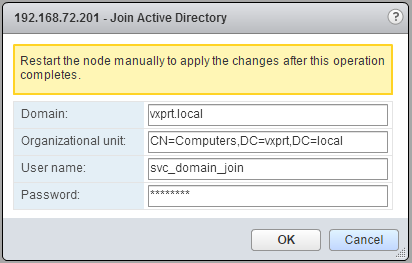 192.168.72.201 - Join Active Directory
?
Restart the node manually to apply the changes after this operation
completes.
Domain: vxprt.local
Organizational unit: CN=Computers,DC=vxprt,DC=local
User name: svc_domain_join
Password: ********
OK Cancel